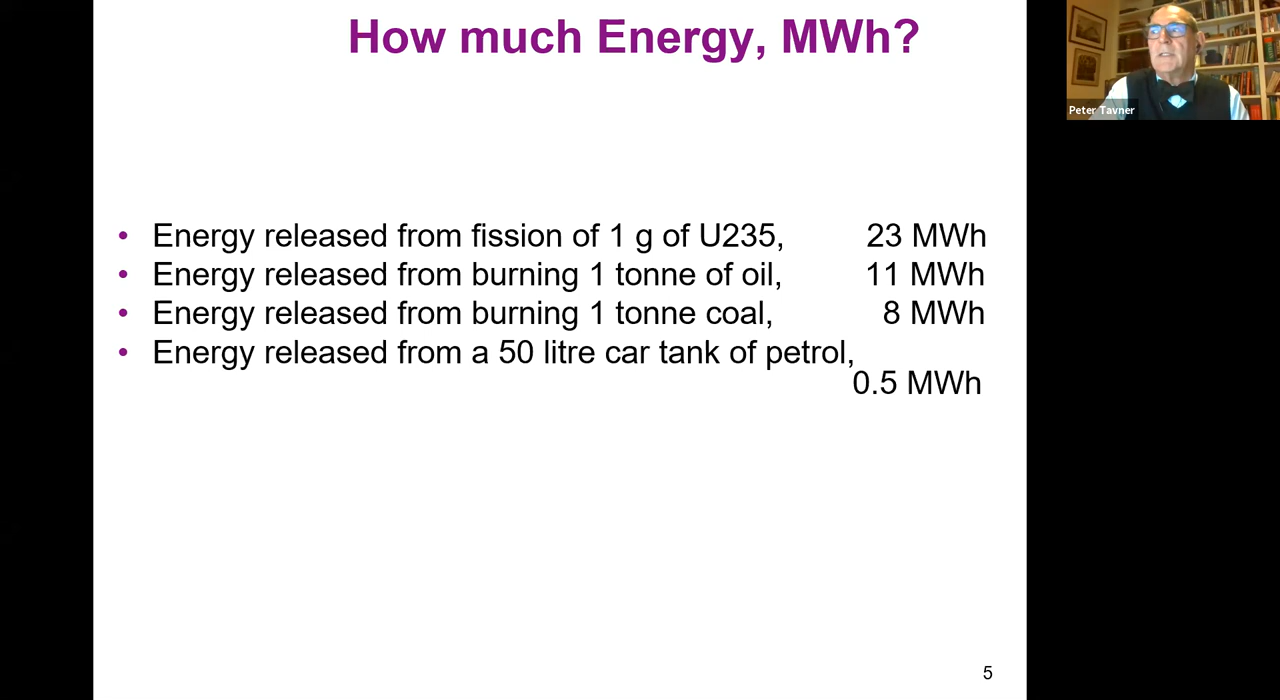 How much Energy, MWh?
Peter Tavner
• Energy released from fission of 1 g of U235, 23 MWh
• Energy released from burning 1 tonne of oil, 11 MWh
• Energy released from burning 1 tonne coal, 8 MWh
• Energy released from a 50 litre car tank of petrol,
0.5 MWh
5